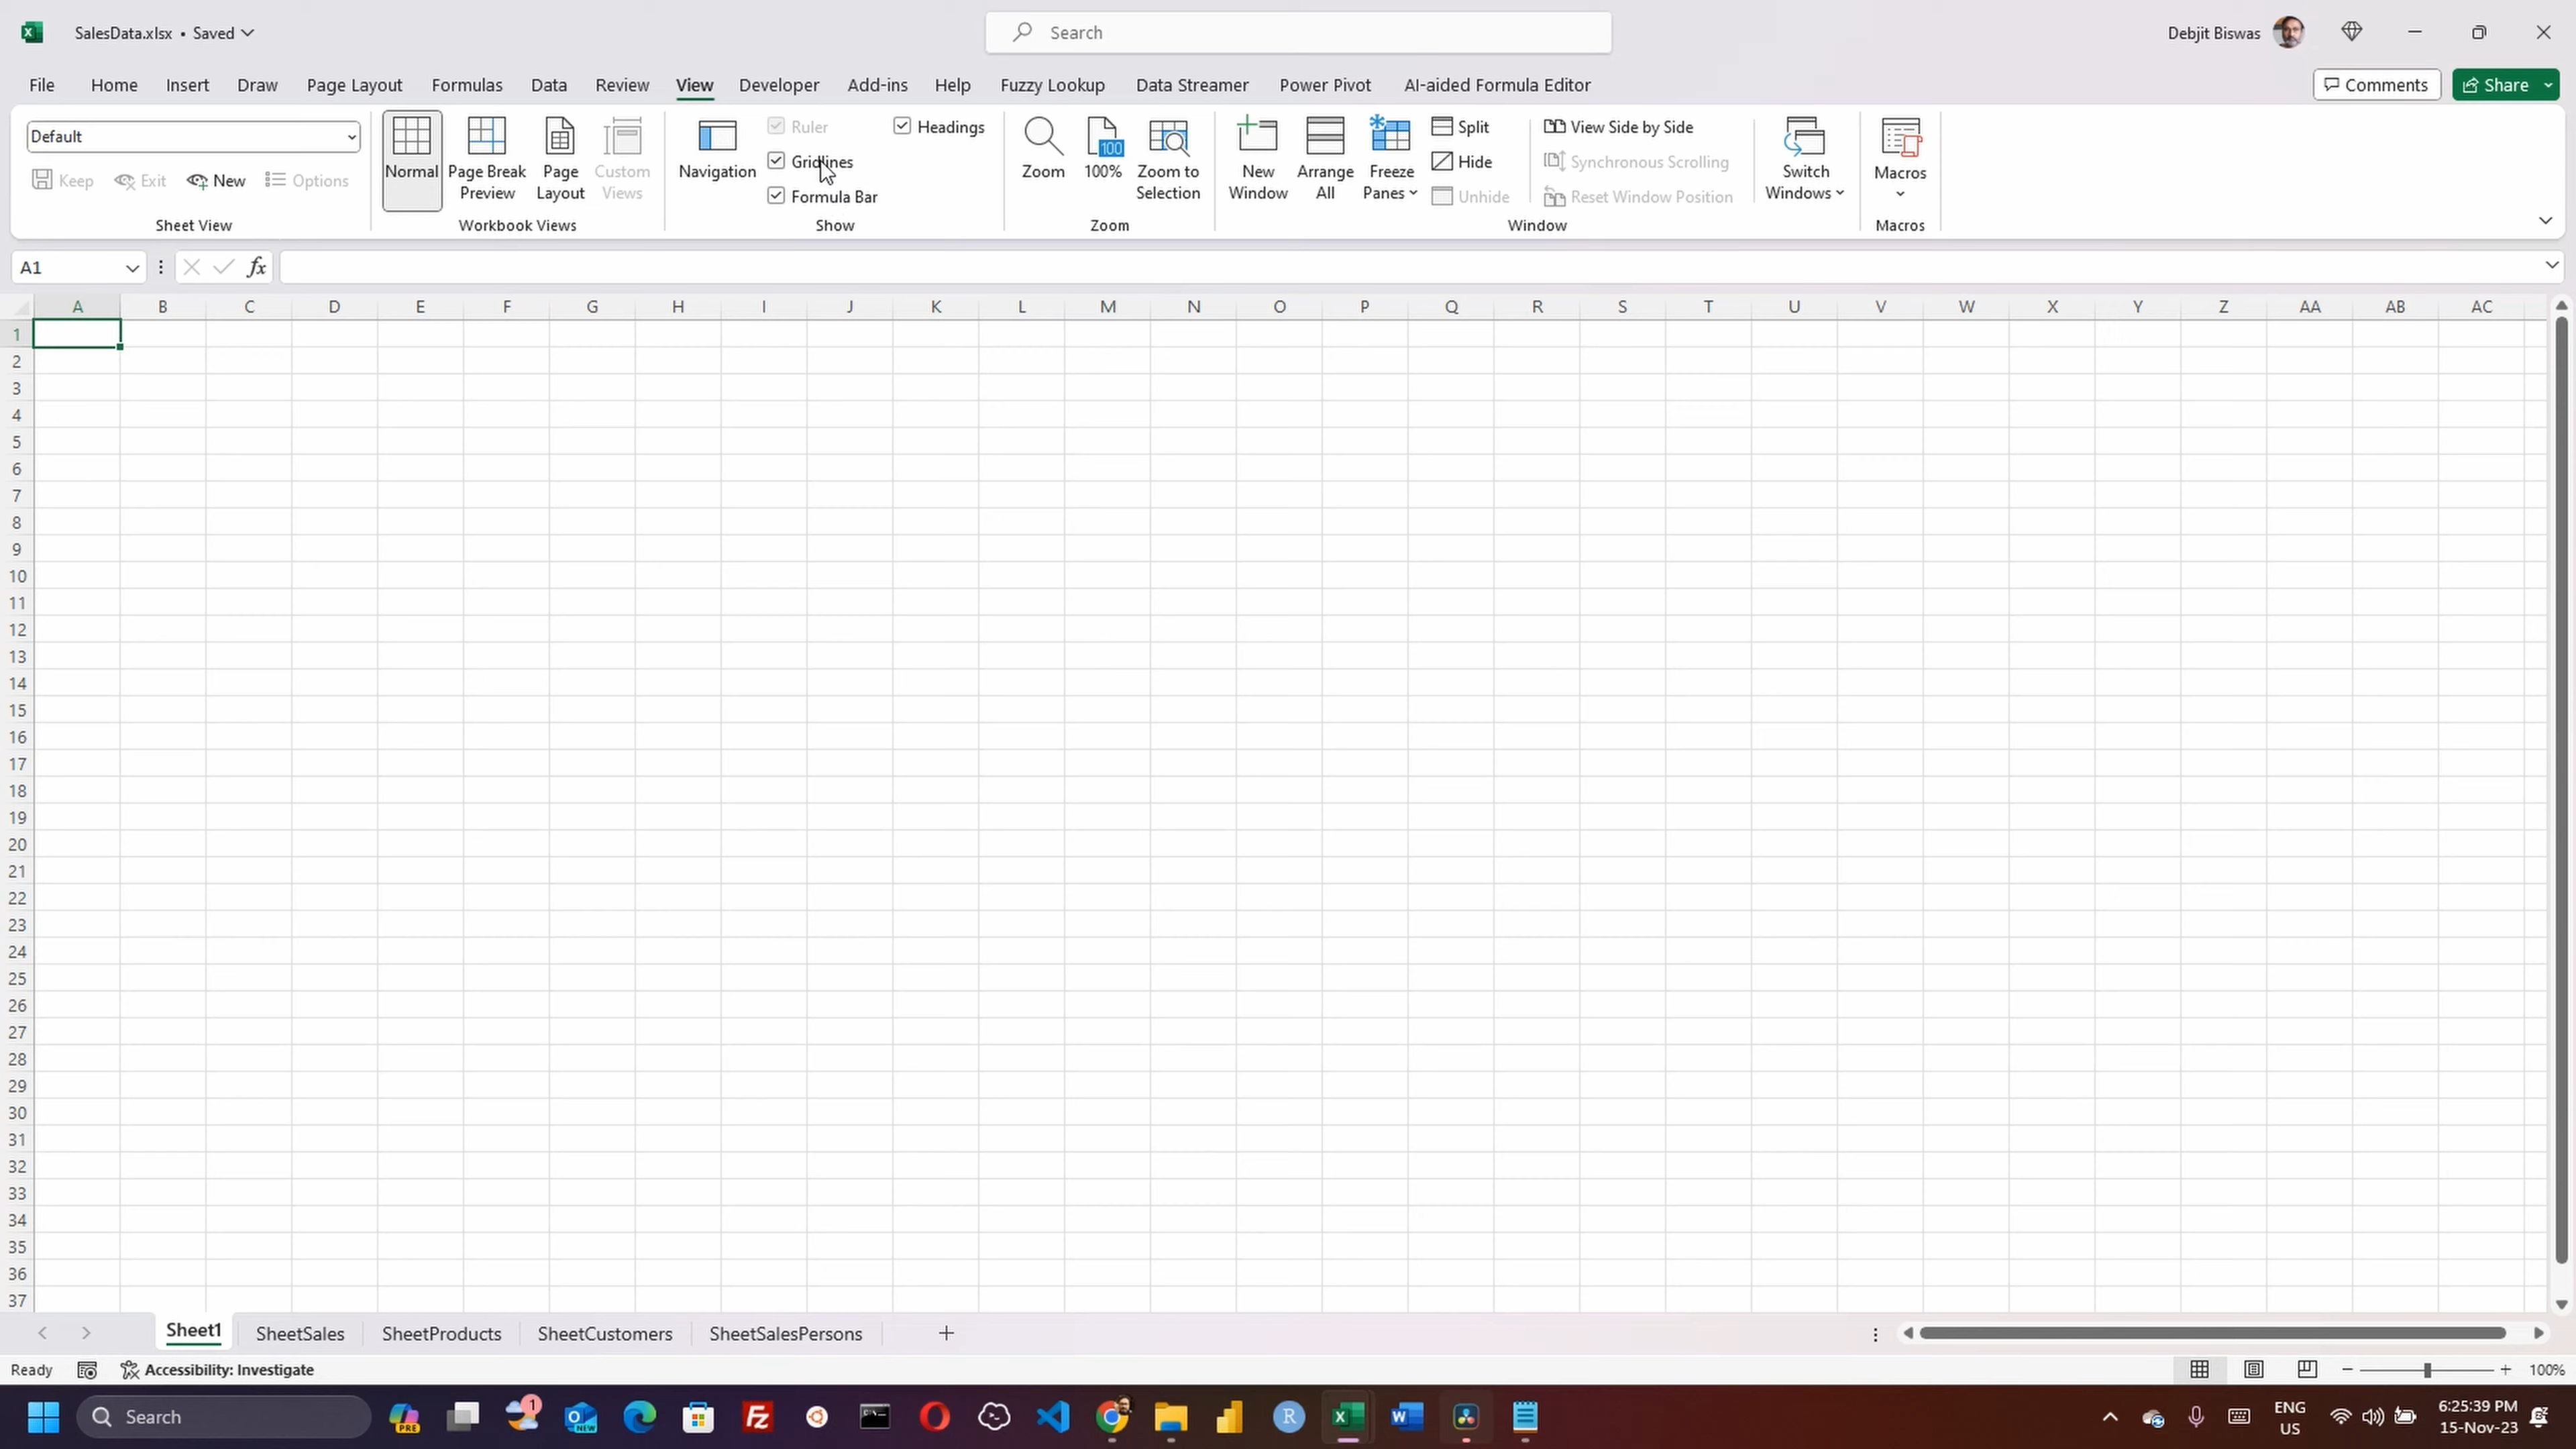 SalesData.xlsx • Saved
Search
Debjit Biswas
File Home Insert Draw Page Layout Formulas Data Review View Developer Add-ins Help Fuzzy Lookup Data Streamer Power Pivot AI-aided Formula Editor Comments Share
Default
Keep Exit New Options
Sheet View
Normal
Page Break Preview
Page Layout
Custom Views
Workbook Views
Navigation
Ruler
Gridlines
Formula Bar
Headings
Show
Zoom
100
100%
Zoom to Selection
Zoom
New Window
Arrange All
Freeze Panes
Split
Hide
Unhide
View Side by Side
Synchronous Scrolling
Reset Window Position
Window
Switch Windows
Macros
Macros
A1
fx
A B C D E F G H I J K L M N O P Q R S T U V W X Y Z AA AB AC
1
2
3
4
5
6
7
8
9
10
11
12
13
14
15
16
17
18
19
20
21
22
23
24
25
26
27
28
29
30
31
32
33
34
35
36
37
Sheet1 SheetSales SheetProducts SheetCustomers SheetSalesPersons
Ready Accessibility: Investigate 100%
Search
PRE
1
NEW
Fz
R
W
ENG
US
6:25:39 PM
15-Nov-23